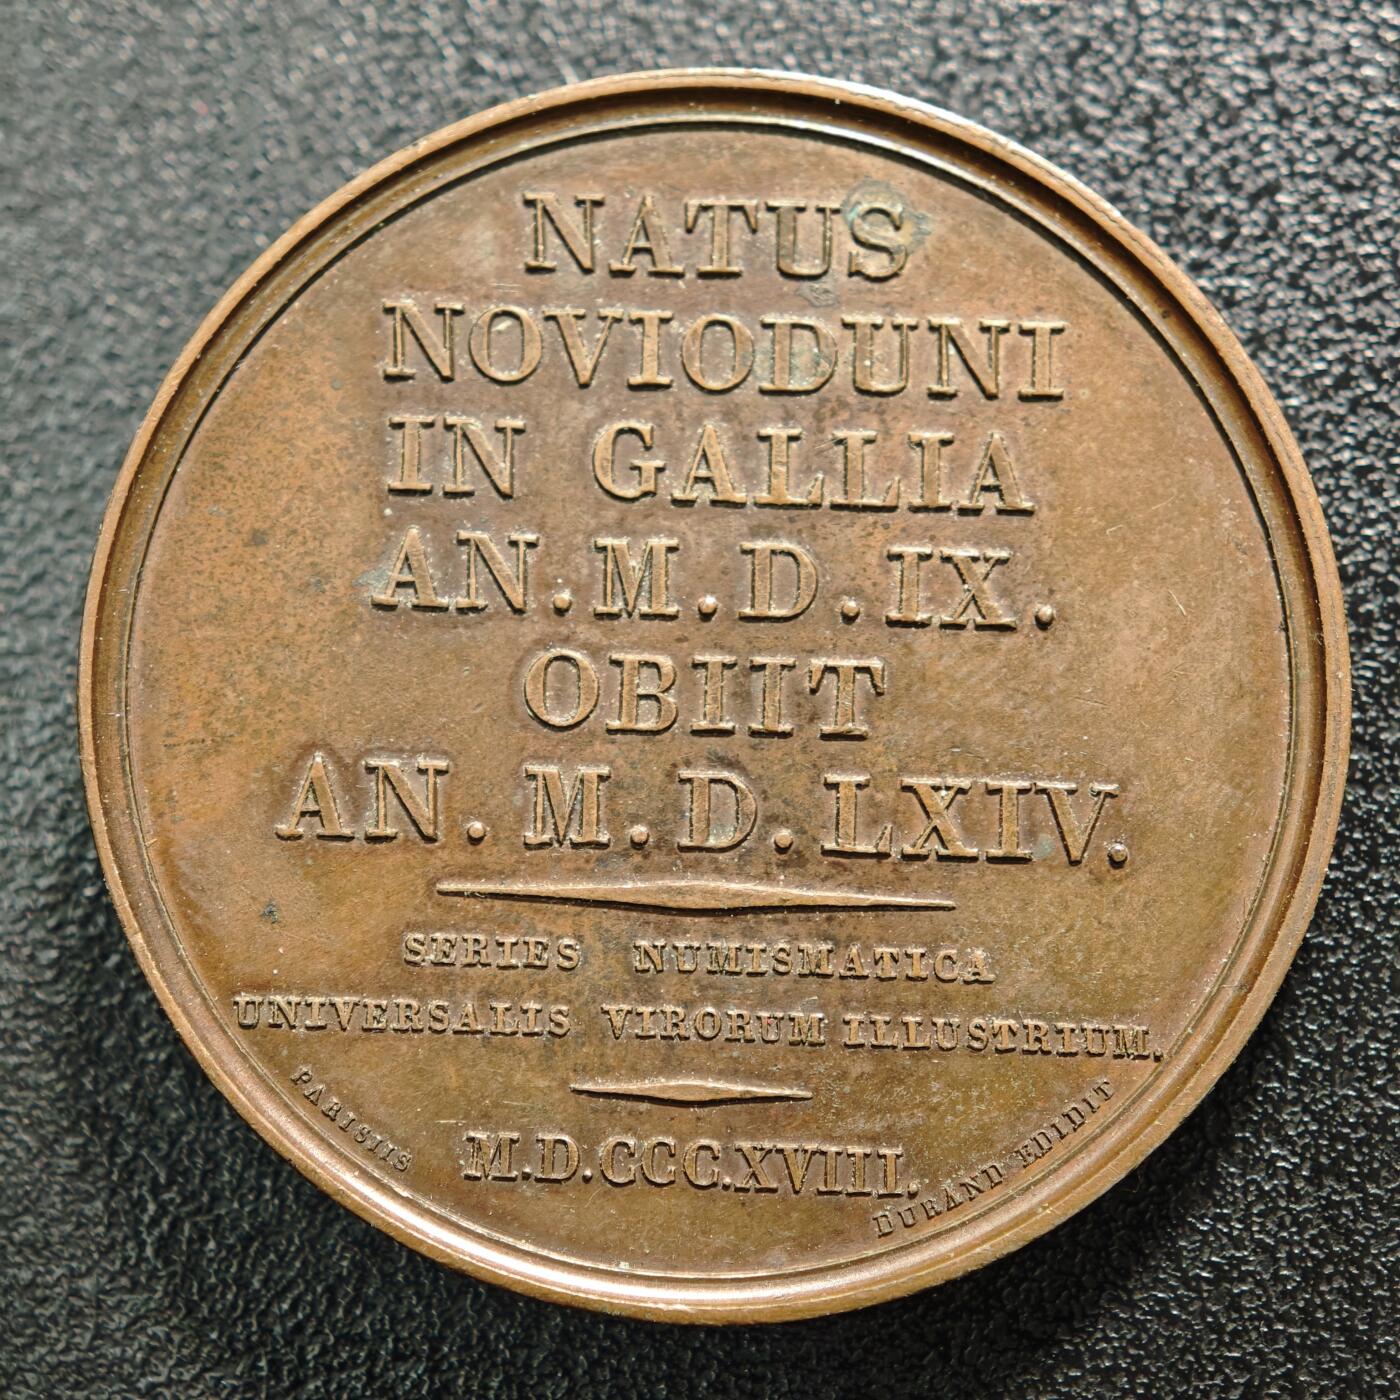 NATUS
NOVIODUNI
IN GALLIA
AN. M. D. IX.
OBIIT
AN. M. D. LXIV.
SERIES NUMISMATICA
UNIVERSALIS VIRORUM ILLUSTRIUM.
M.D.CCC.XVIII.
PARISIIS
DURAND EDIDIT